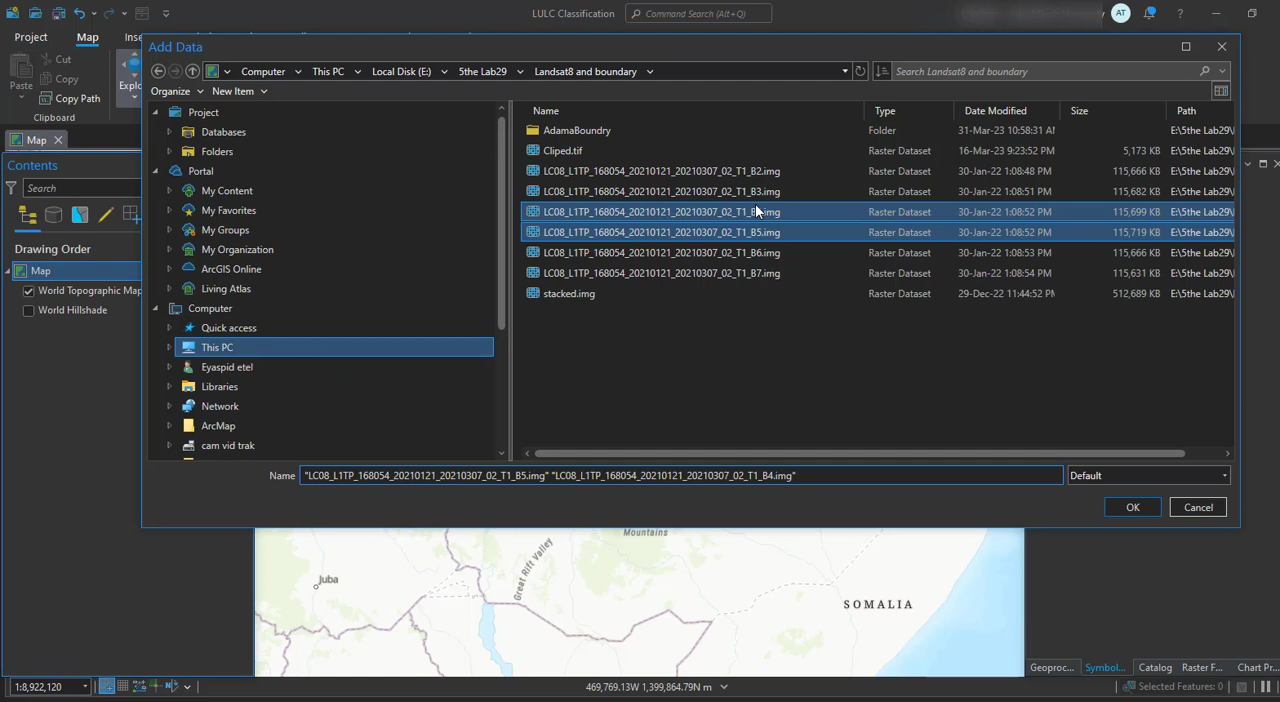 LULC Classification
Command Search (Alt+Q)
AT
Project
Map
Inse
Add Data
Cut
Copy
Copy Path
Paste
Explo
Clipboard
Computer
This PC
Local Disk (E:)
5the Lab29
Landsat8 and boundary
Search Landsat8 and boundary
Organize
New Item
Project
Databases
Folders
Portal
My Content
My Favorites
My Groups
My Organization
ArcGIS Online
Living Atlas
Computer
Quick access
This PC
Eyaspid etel
Libraries
Network
ArcMap
cam vid trak
Name Type Date Modified Size Path
AdamaBoundry Folder 31-Mar-23 10:58:31 AM E:\5the Lab29\
Cliped.tif Raster Dataset 16-Mar-23 9:23:52 PM 5,173 KB E:\5the Lab29\
LC08_L1TP_168054_20210121_20210307_02_T1_B2.img Raster Dataset 30-Jan-22 1:08:48 PM 115,666 KB E:\5the Lab29\
LC08_L1TP_168054_20210121_20210307_02_T1_B3.img Raster Dataset 30-Jan-22 1:08:51 PM 115,682 KB E:\5the Lab29\
LC08_L1TP_168054_20210121_20210307_02_T1_B4.img Raster Dataset 30-Jan-22 1:08:52 PM 115,699 KB E:\5the Lab29\
LC08_L1TP_168054_20210121_20210307_02_T1_B5.img Raster Dataset 30-Jan-22 1:08:52 PM 115,719 KB E:\5the Lab29\
LC08_L1TP_168054_20210121_20210307_02_T1_B6.img Raster Dataset 30-Jan-22 1:08:53 PM 115,666 KB E:\5the Lab29\
LC08_L1TP_168054_20210121_20210307_02_T1_B7.img Raster Dataset 30-Jan-22 1:08:54 PM 115,631 KB E:\5the Lab29\
stacked.img Raster Dataset 29-Dec-22 11:44:52 PM 512,689 KB E:\5the Lab29\
Name "LC08_L1TP_168054_20210121_20210307_02_T1_B5.img" "LC08_L1TP_168054_20210121_20210307_02_T1_B4.img"
Default
OK
Cancel
Map
Contents
Search
Drawing Order
Map
World Topographic Map
World Hillshade
Mountains
Great Rift Valley
Juba
SOMALIA
Geoproc...
Symbol...
Catalog
Raster F...
Chart Pr...
1:8,922,120
469,769.13W 1,399,864.79N m
Selected Features: 0